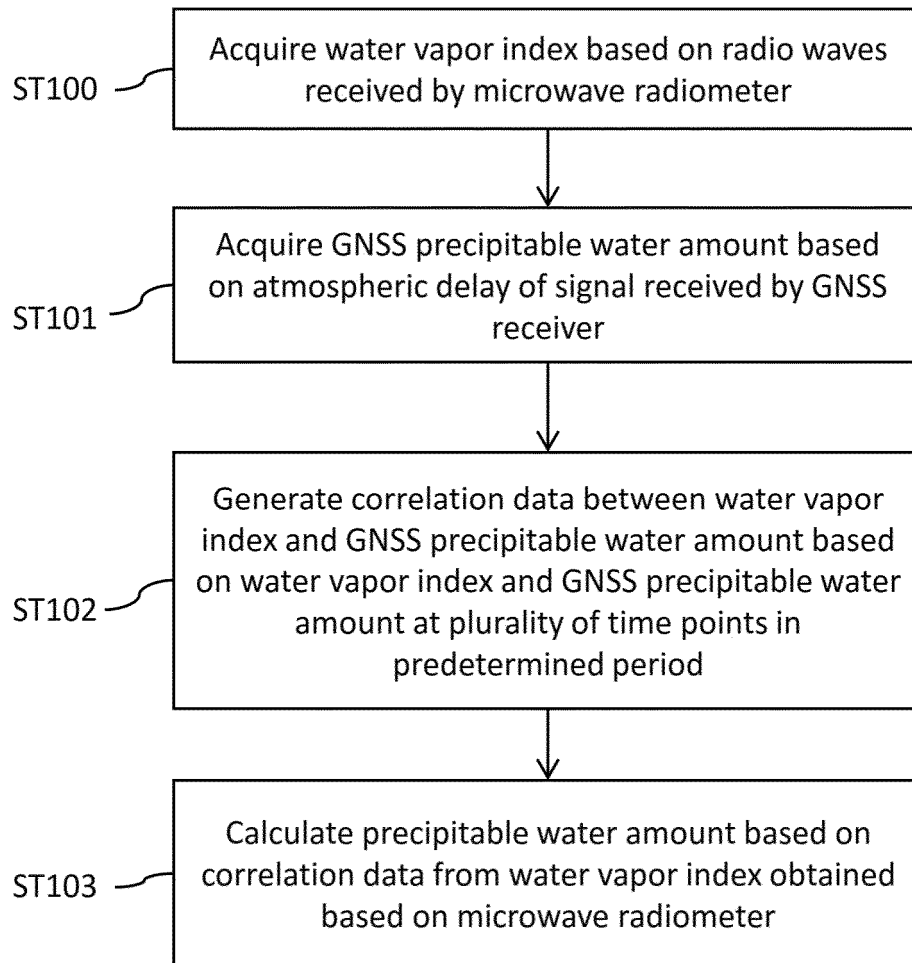 Acquire water vapor index based on radio waves
received by microwave radiometer
ST100
Acquire GNSS precipitable water amount based
on atmospheric delay of signal received by GNSS
receiver
ST101
Generate correlation data between water vapor
index and GNSS precipitable water amount based
on water vapor index and GNSS precipitable water
amount at plurality of time points in
predetermined period
ST102
Calculate precipitable water amount based on
correlation data from water vapor index obtained
based on microwave radiometer
ST103